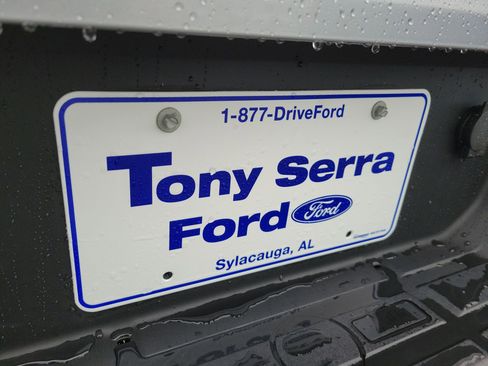 1-877-DriveFord
Tony Serra
Ford Ford
Sylacauga, AL